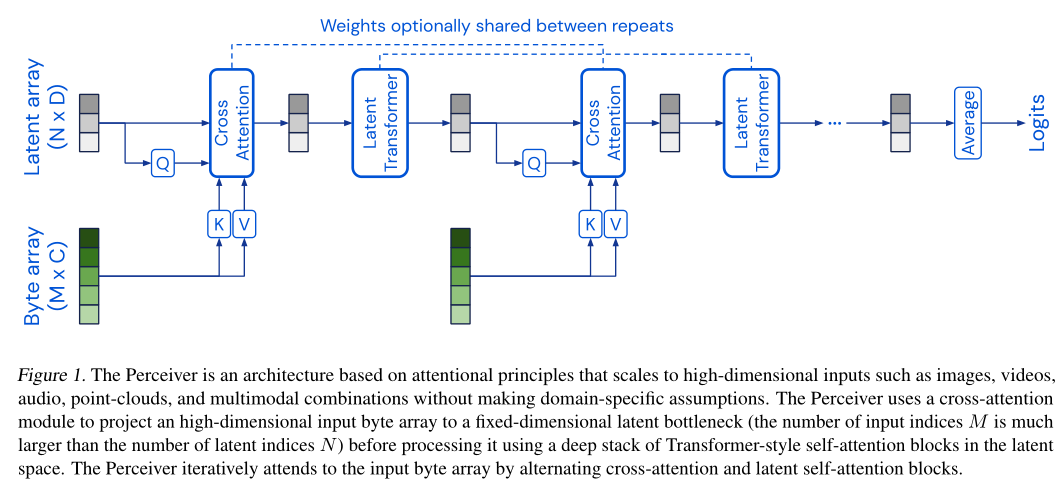 Weights optionally shared between repeats
Latent array
(N x D)
Q
Cross
Attention
Latent
Transformer
Q
Cross
Attention
Latent
Transformer
...
Average
Logits
K
V
K
V
Byte array
(M x C)
Figure 1. The Perceiver is an architecture based on attentional principles that scales to high-dimensional inputs such as images, videos,
audio, point-clouds, and multimodal combinations without making domain-specific assumptions. The Perceiver uses a cross-attention
module to project an high-dimensional input byte array to a fixed-dimensional latent bottleneck (the number of input indices M is much
larger than the number of latent indices N) before processing it using a deep stack of Transformer-style self-attention blocks in the latent
space. The Perceiver iteratively attends to the input byte array by alternating cross-attention and latent self-attention blocks.